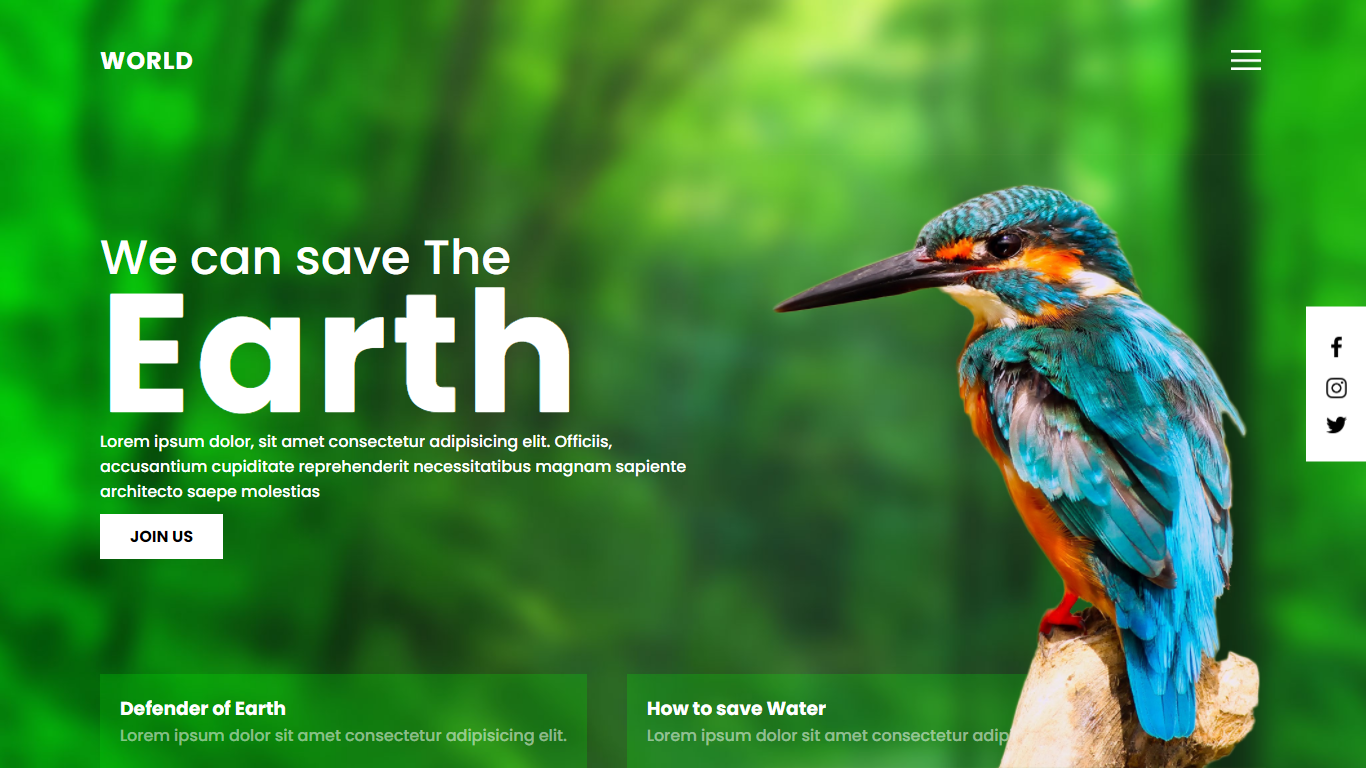 WORLD
We can save The
Earth
Lorem ipsum dolor, sit amet consectetur adipisicing elit. Officiis,
accusantium cupiditate reprehenderit necessitatibus magnam sapiente
architecto saepe molestias
JOIN US
Defender of Earth
Lorem ipsum dolor sit amet consectetur adipisicing elit.
How to save Water
Lorem ipsum dolor sit amet consectetur adip